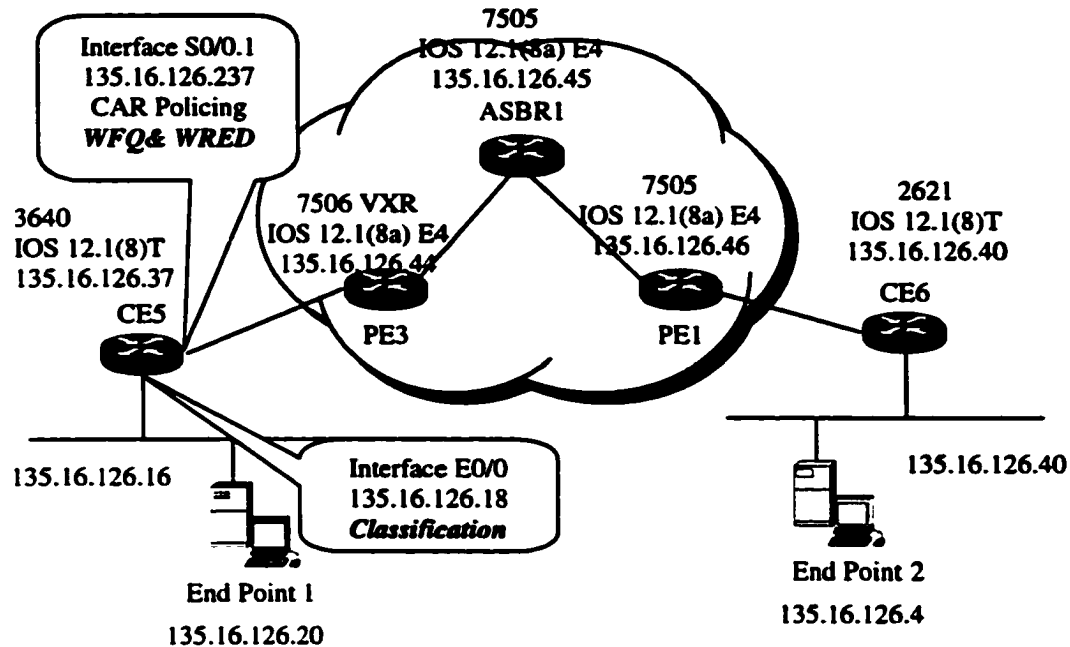 Interface S0/0.1
135.16.126.237
CAR Policing
WFQ& WRED
7505
IOS 12.1(8a) E4
135.16.126.45
ASBR1
3640
IOS 12.1(8)T
135.16.126.37
CE5
7506 VXR
IOS 12.1(8a) E4
135.16.126.44
PE3
7505
IOS 12.1(8a) E4
135.16.126.46
PE1
2621
IOS 12.1(8)T
135.16.126.40
CE6
135.16.126.16
Interface E0/0
135.16.126.18
Classification
135.16.126.40
End Point 1
135.16.126.20
End Point 2
135.16.126.4